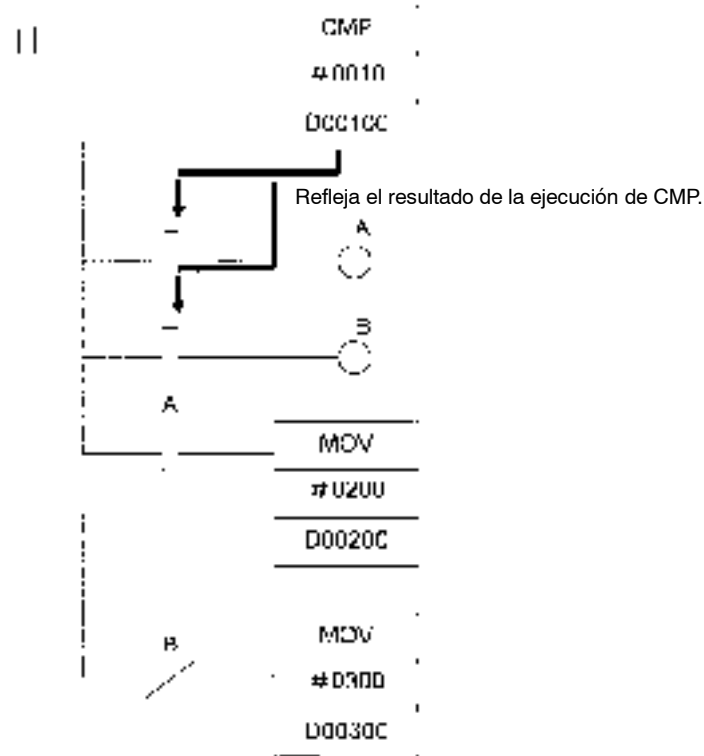 CMP
#0010
D00100
Refleja el resultado de la ejecución de CMP.
=
A
=
B
A
MOV
#0200
D00200
B
MOV
#0300
D00300